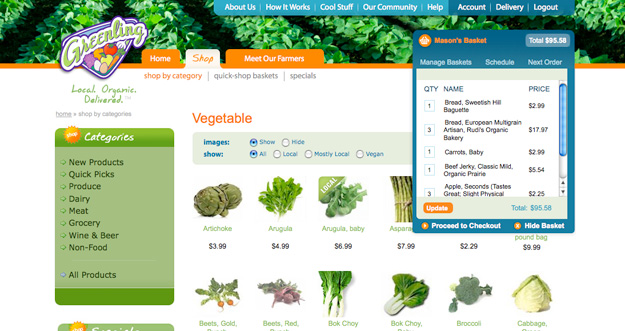 About Us | How It Works | Cool Stuff | Our Community | Help
Account | Delivery | Logout
Greenling
Local. Organic.
Delivered.™
Home
Shop
Meet Our Farmers
shop by category | quick-shop baskets | specials
home » shop by categories
Mason's Basket
Total $95.58
Manage Baskets
Schedule
Next Order
QTY NAME PRICE
1 Bread, Sweetish Hill Baguette $2.99
3 Bread, European Multigrain Artisan, Rudi's Organic Bakery $17.97
1 Carrots, Baby $2.99
1 Beef Jerky, Classic Mild, Organic Prairie $5.54
3 Apple, Seconds (Tastes Great, Slight Physical $2.25
Update
Total: $95.58
Proceed to Checkout
Hide Basket
shop
Categories
New Products
Quick Picks
Produce
Dairy
Meat
Grocery
Wine & Beer
Non-Food
All Products
Vegetable
images: Show Hide
show: All Local Mostly Local Vegan
LOCAL
Artichoke
$3.99
Arugula
$4.99
Arugula, baby
$6.99
Aspara
$7.99
$2.29
pound bag
$9.99
Beets, Gold,
Beets, Red,
Bok Choy
Bok Choy,
Broccoli
Cabbage,